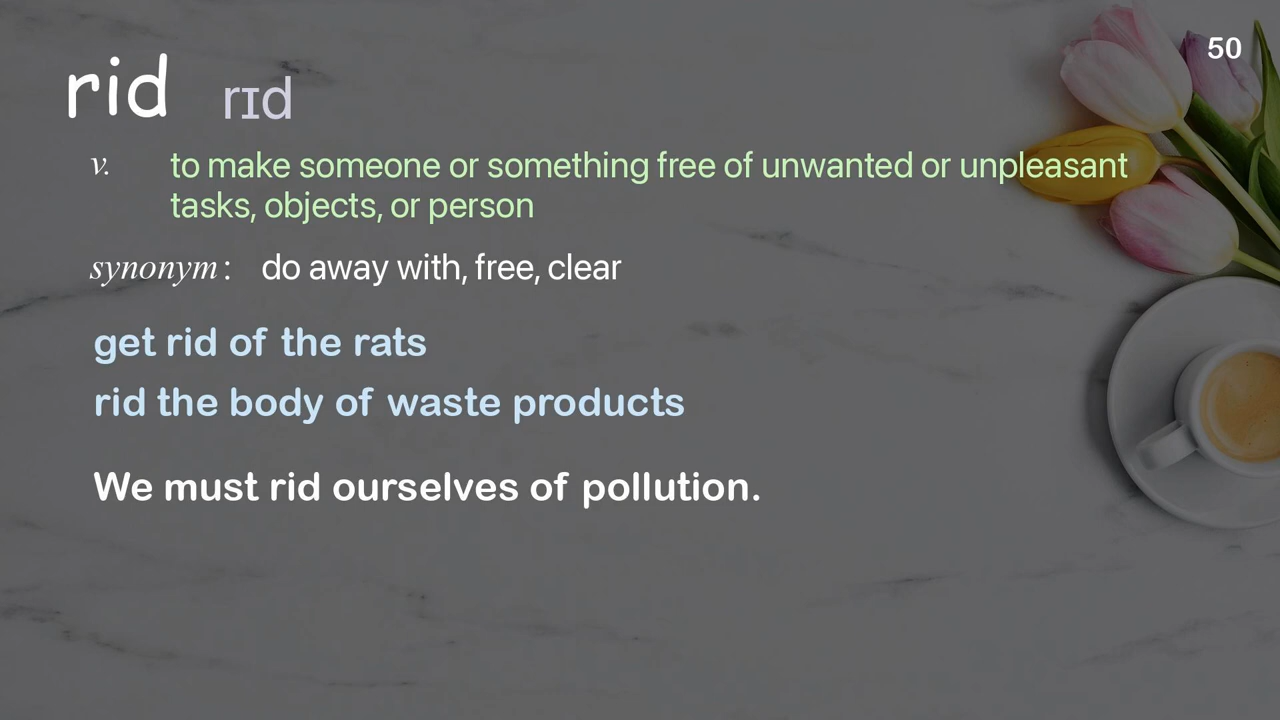 50
rid rɪd
v. to make someone or something free of unwanted or unpleasant
tasks, objects, or person
synonym: do away with, free, clear
get rid of the rats
rid the body of waste products
We must rid ourselves of pollution.